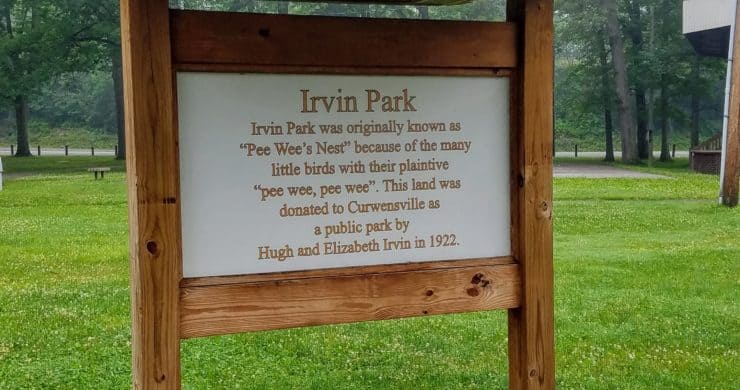 Irvin Park
Irvin Park was originally known as
“Pee Wee’s Nest” because of the many
little birds with their plaintive
“pee wee, pee wee”. This land was
donated to Curwensville as
a public park by
Hugh and Elizabeth Irvin in 1922.